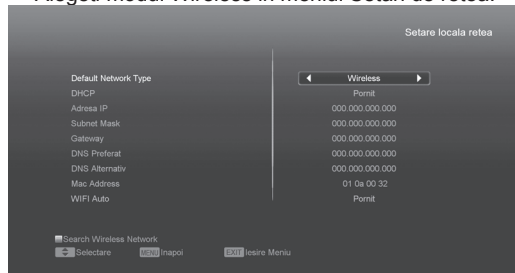 Alegeti modul Wireless in Meniul Setari de retea.
Setare locala retea
Default Network Type Wireless
DHCP Pornit
Adresa IP 000.000.000.000
Subnet Mask 000.000.000.000
Gateway 000.000.000.000
DNS Preferat 000.000.000.000
DNS Alternativ 000.000.000.000
Mac Address 01 0a 00 32
WIFI Auto Pornit
Search Wireless Network
Selectare MENU Inapoi EXIT Iesire Meniu